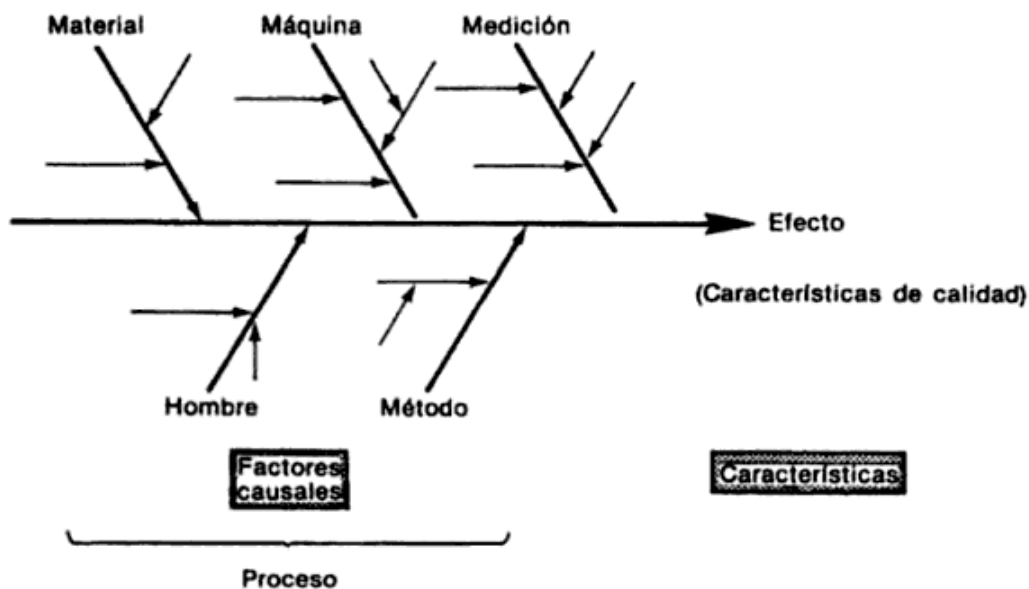 Material
Máquina
Medición
Efecto
(Características de calidad)
Hombre
Método
Factores
causales
Características
Proceso